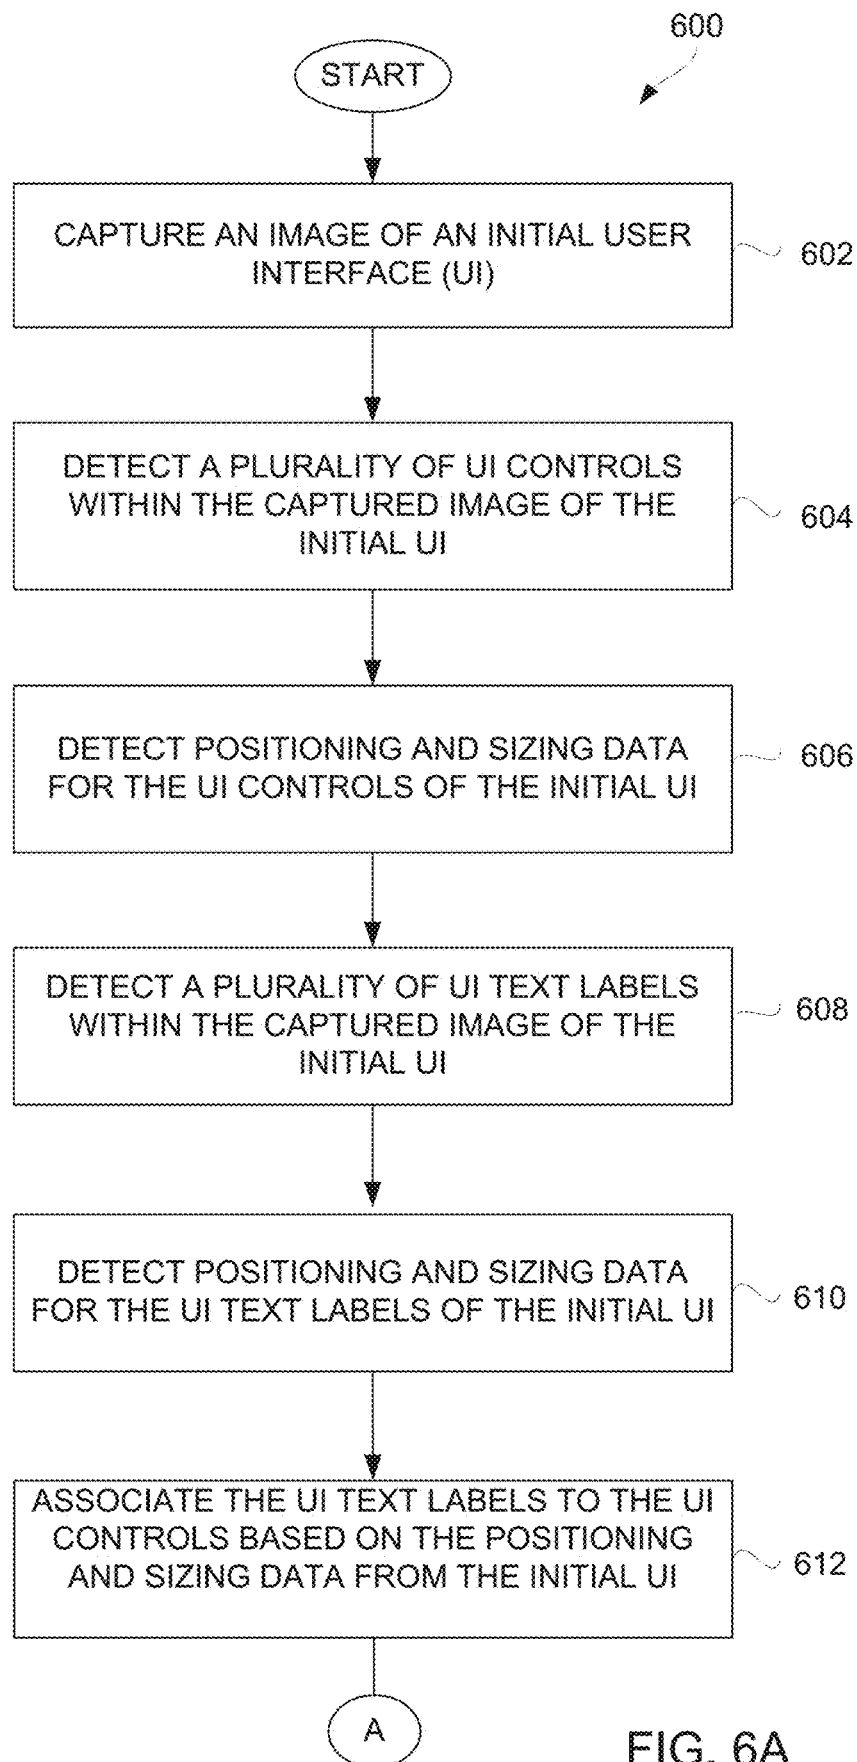 600
START
CAPTURE AN IMAGE OF AN INITIAL USER
INTERFACE (UI)
602
DETECT A PLURALITY OF UI CONTROLS
WITHIN THE CAPTURED IMAGE OF THE
INITIAL UI
604
DETECT POSITIONING AND SIZING DATA
FOR THE UI CONTROLS OF THE INITIAL UI
606
DETECT A PLURALITY OF UI TEXT LABELS
WITHIN THE CAPTURED IMAGE OF THE
INITIAL UI
608
DETECT POSITIONING AND SIZING DATA
FOR THE UI TEXT LABELS OF THE INITIAL UI
610
ASSOCIATE THE UI TEXT LABELS TO THE UI
CONTROLS BASED ON THE POSITIONING
AND SIZING DATA FROM THE INITIAL UI
612
A
FIG. 6A